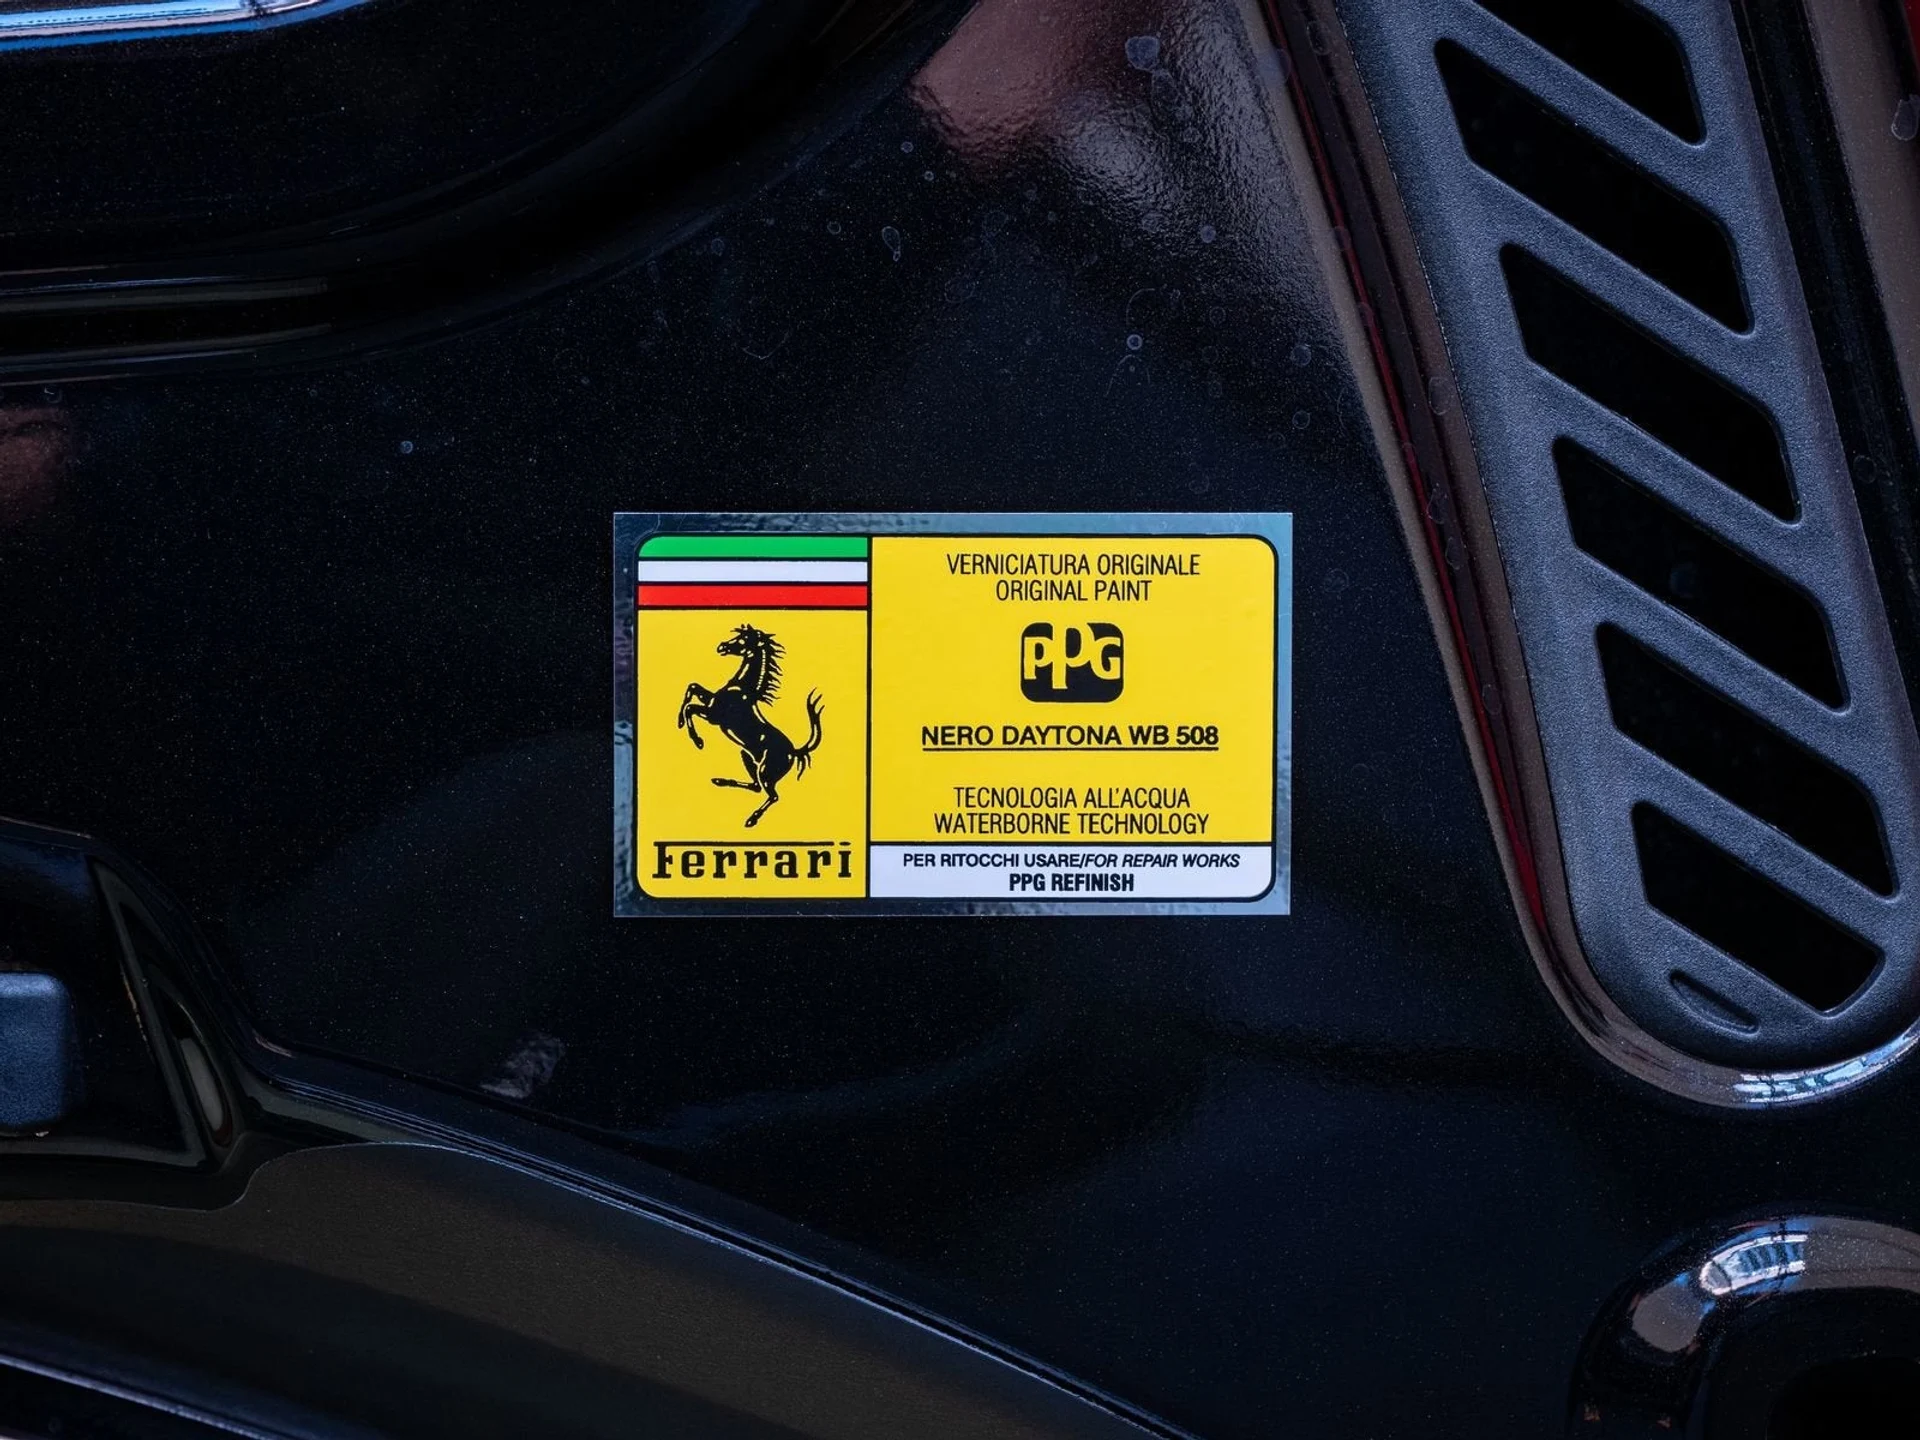 VERNICIATURA ORIGINALE
ORIGINAL PAINT
PPG
NERO DAYTONA WB 508
TECNOLOGIA ALL'ACQUA
WATERBORNE TECHNOLOGY
PER RITOCCHI USARE/FOR REPAIR WORKS
PPG REFINISH
Ferrari